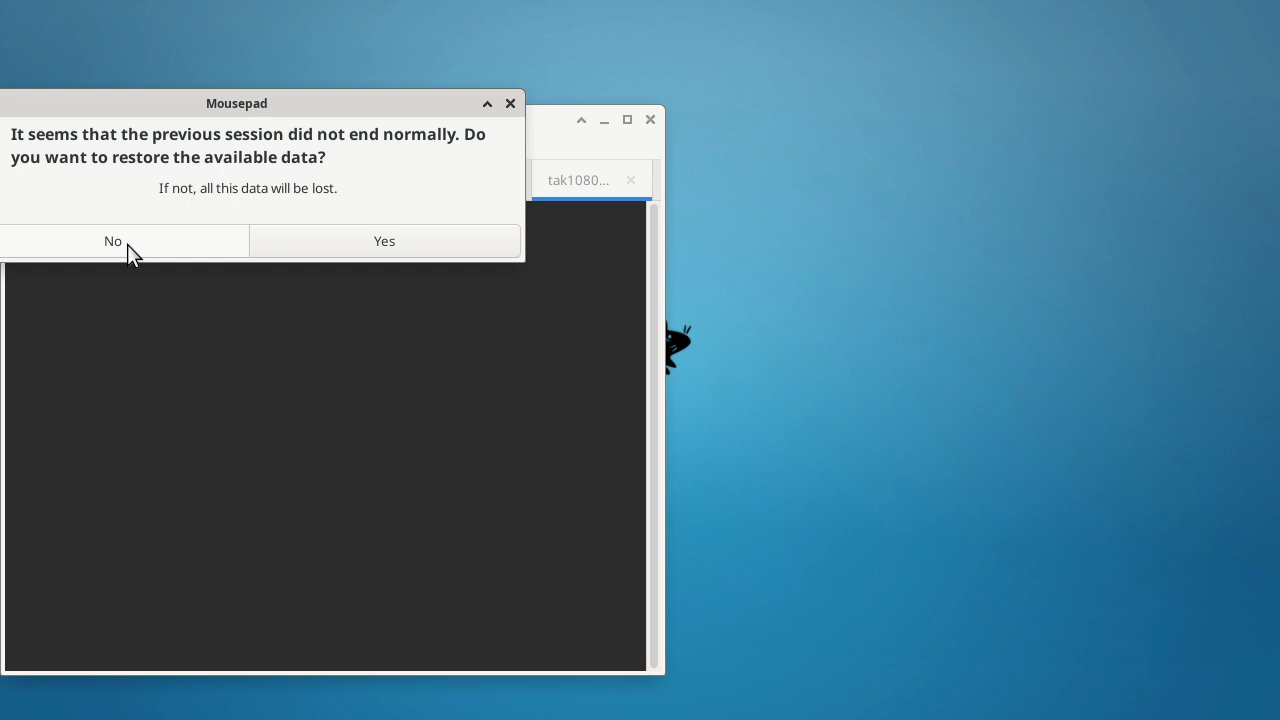 Mousepad
It seems that the previous session did not end normally. Do
you want to restore the available data?
If not, all this data will be lost.
No
Yes
tak1080...